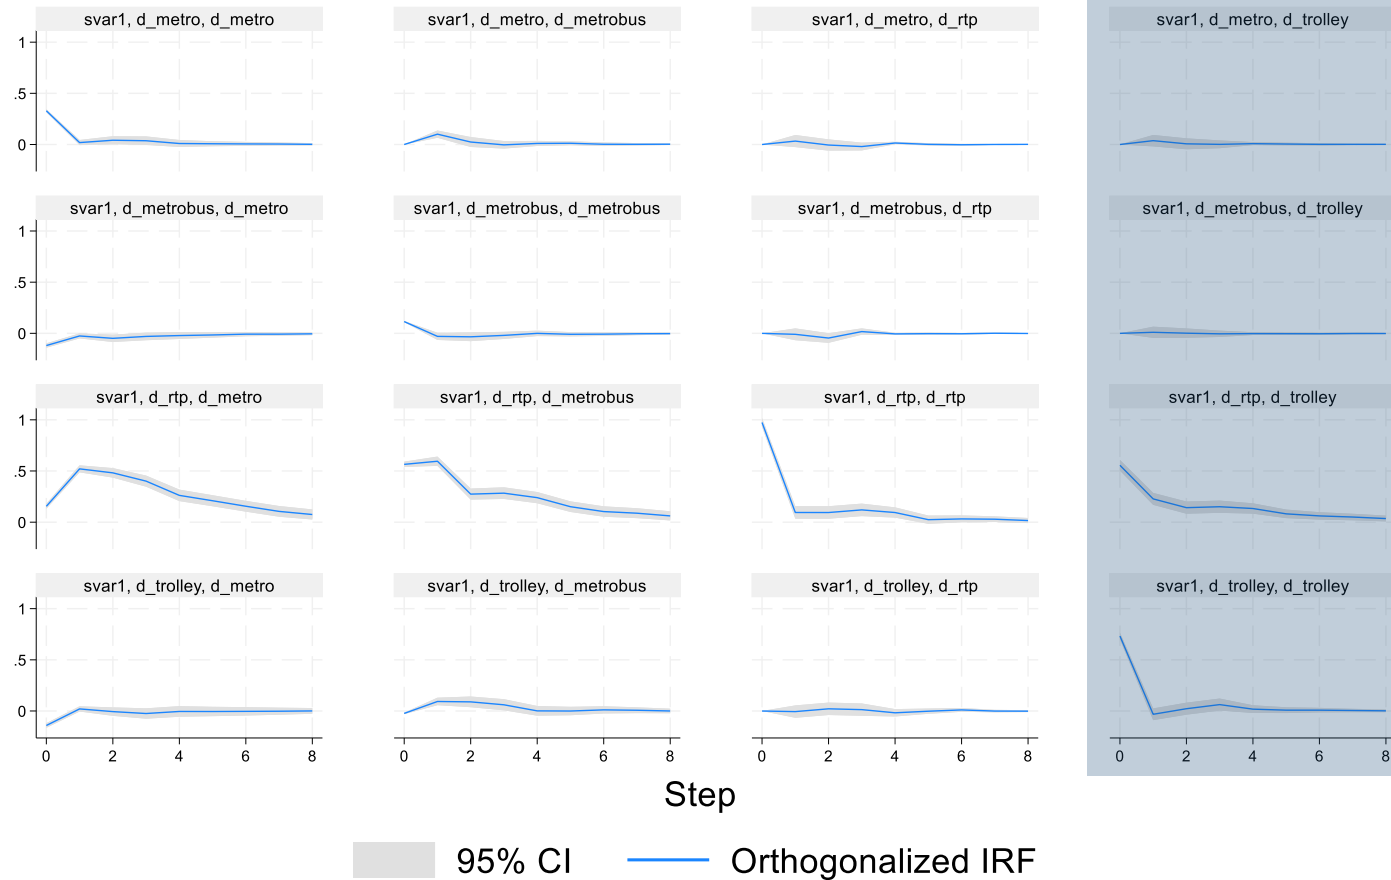 svar1, d_metro, d_metro
svar1, d_metro, d_metrobus
svar1, d_metro, d_rtp
svar1, d_metro, d_trolley
1
.5
0
svar1, d_metrobus, d_metro
svar1, d_metrobus, d_metrobus
svar1, d_metrobus, d_rtp
svar1, d_metrobus, d_trolley
1
.5
0
svar1, d_rtp, d_metro
svar1, d_rtp, d_metrobus
svar1, d_rtp, d_rtp
svar1, d_rtp, d_trolley
1
.5
0
svar1, d_trolley, d_metro
svar1, d_trolley, d_metrobus
svar1, d_trolley, d_rtp
svar1, d_trolley, d_trolley
1
.5
0
0 2 4 6 8
0 2 4 6 8
0 2 4 6 8
0 2 4 6 8
Step
95% CI
Orthogonalized IRF